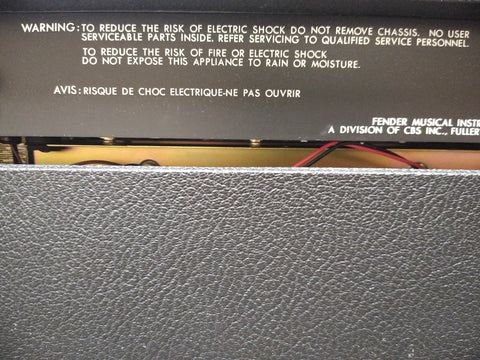 WARNING: TO REDUCE THE RISK OF ELECTRIC SHOCK DO NOT REMOVE CHASSIS. NO USER
SERVICEABLE PARTS INSIDE. REFER SERVICING TO QUALIFIED SERVICE PERSONNEL.
TO REDUCE THE RISK OF FIRE OR ELECTRIC SHOCK
DO NOT EXPOSE THIS APPLIANCE TO RAIN OR MOISTURE.
AVIS: RISQUE DE CHOC ELECTRIQUE-NE PAS OUVRIR
FENDER MUSICAL INSTR
A DIVISION OF CBS INC., FULLER